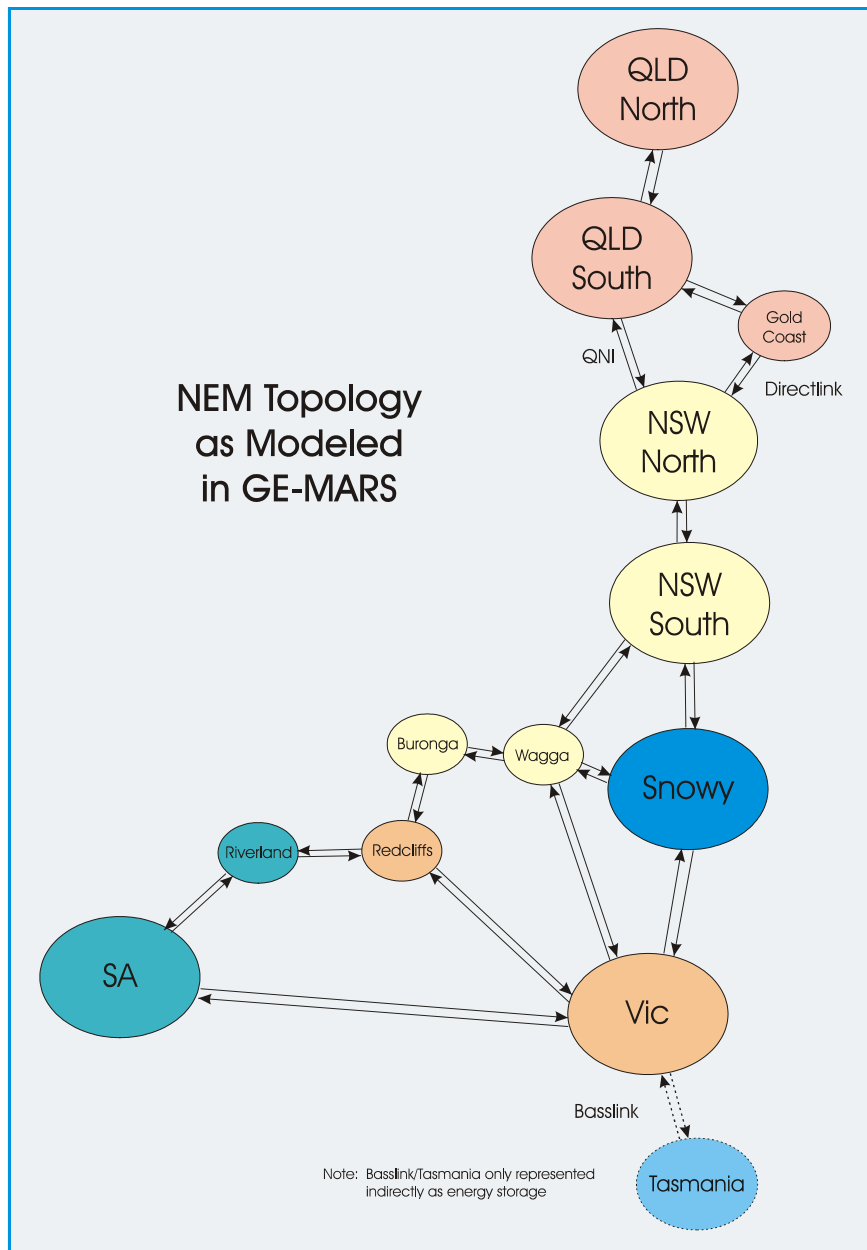 QLD
North
QLD
South
Gold
Coast
QNI
Directlink
NEM Topology
as Modeled
in GE-MARS
NSW
North
NSW
South
Buronga
Wagga
Snowy
Riverland
Redcliffs
SA
Vic
Basslink
Note: Basslink/Tasmania only represented
indirectly as energy storage
Tasmania